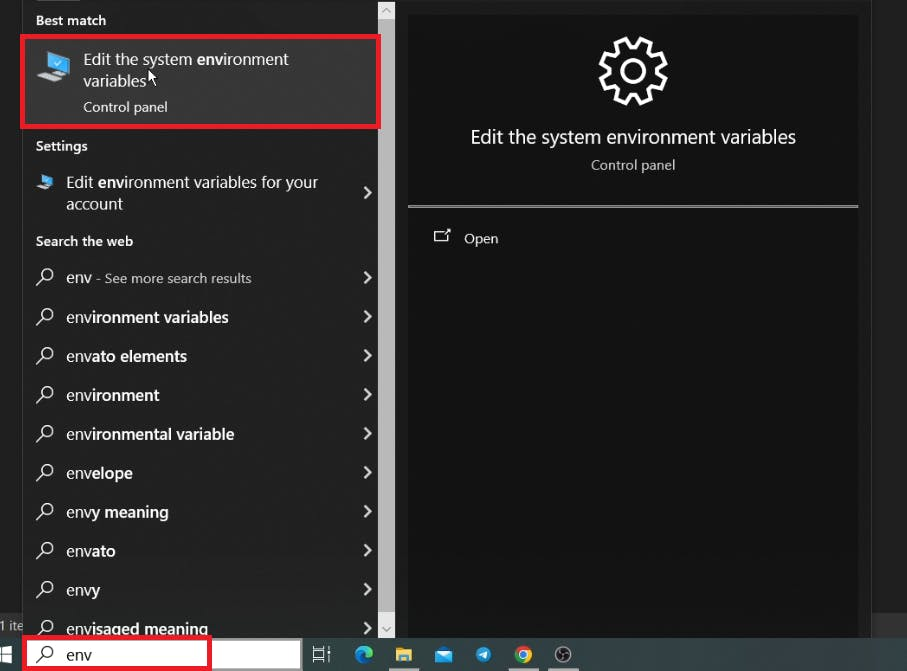 Best match
Edit the system environment
variables
Control panel
Settings
Edit environment variables for your
account
Search the web
env - See more search results
environment variables
envato elements
environment
environmental variable
envelope
envy meaning
envato
envy
envisaged meaning
env
Edit the system environment variables
Control panel
Open
1 ite